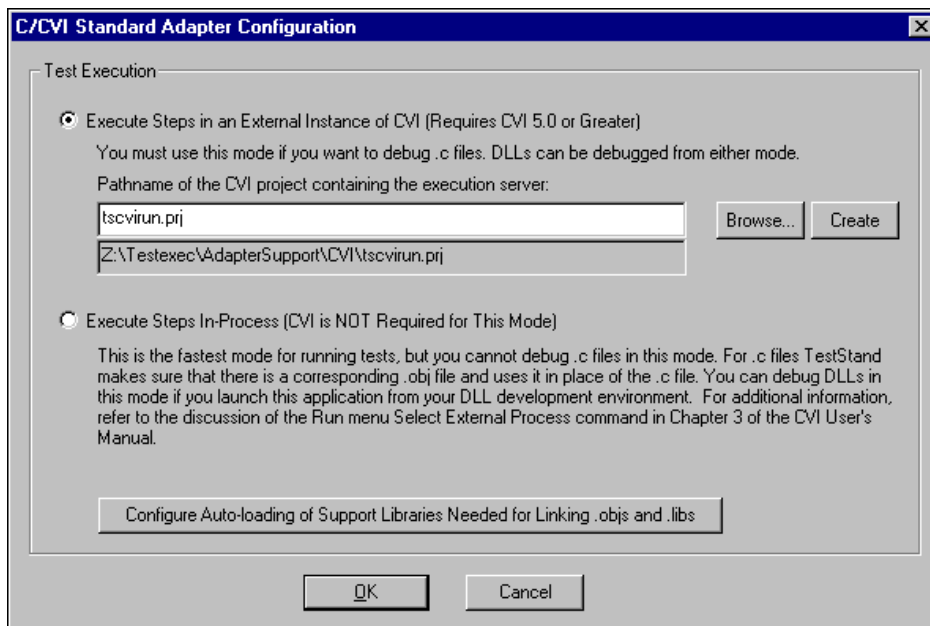 C/CVI Standard Adapter Configuration
Test Execution
Execute Steps in an External Instance of CVI (Requires CVI 5.0 or Greater)
You must use this mode if you want to debug .c files. DLLs can be debugged from either mode.
Pathname of the CVI project containing the execution server:
tscvirun.prj
Browse...
Create
Z:\Testexec\AdapterSupport\CVI\tscvirun.prj
Execute Steps In-Process (CVI is NOT Required for This Mode)
This is the fastest mode for running tests, but you cannot debug .c files in this mode. For .c files TestStand
makes sure that there is a corresponding .obj file and uses it in place of the .c file. You can debug DLLs in
this mode if you launch this application from your DLL development environment.  For additional information,
refer to the discussion of the Run menu Select External Process command in Chapter 3 of the CVI User's
Manual.
Configure Auto-loading of Support Libraries Needed for Linking .objs and .libs
OK
Cancel